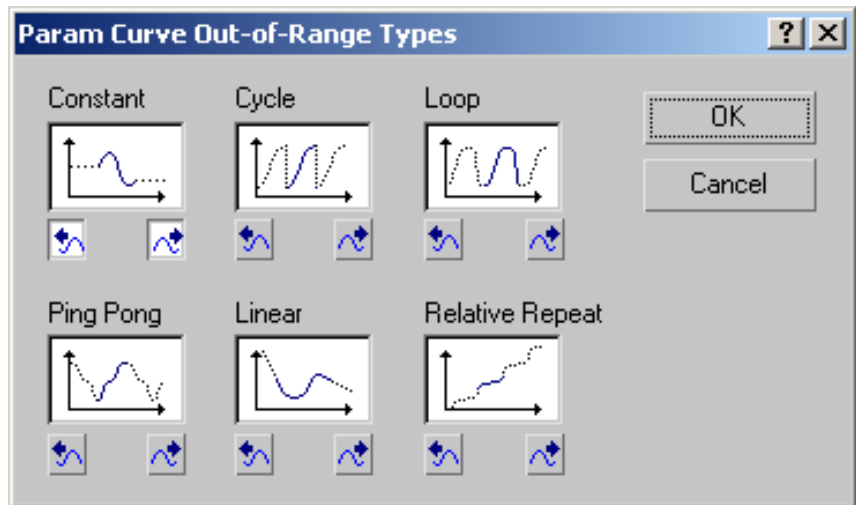 Param Curve Out-of-Range Types
?
Constant Cycle Loop
OK
Cancel
Ping Pong Linear Relative Repeat